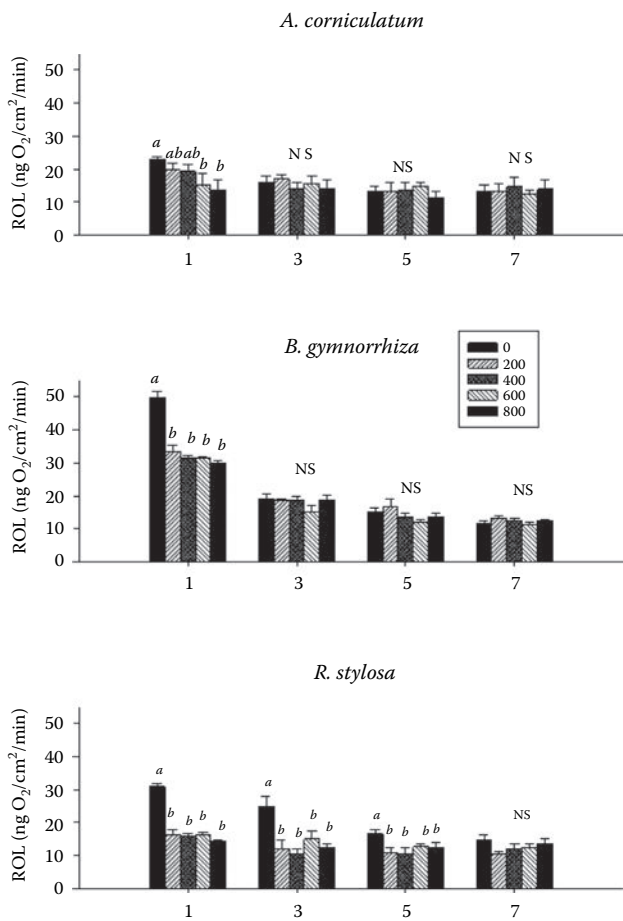 A. corniculatum
ROL (ng O₂/cm²/min)
50
40
30
20
10
0
a
ab ab
b
b
N S
NS
N S
1
3
5
7
B. gymnorrhiza
0
200
400
600
800
ROL (ng O₂/cm²/min)
50
40
30
20
10
0
a
b
b
b
b
NS
NS
NS
1
3
5
7
R. stylosa
ROL (ng O₂/cm²/min)
50
40
30
20
10
0
a
b
b
b
b
a
b
b
b
b
a
b
b
b
b
NS
1
3
5
7